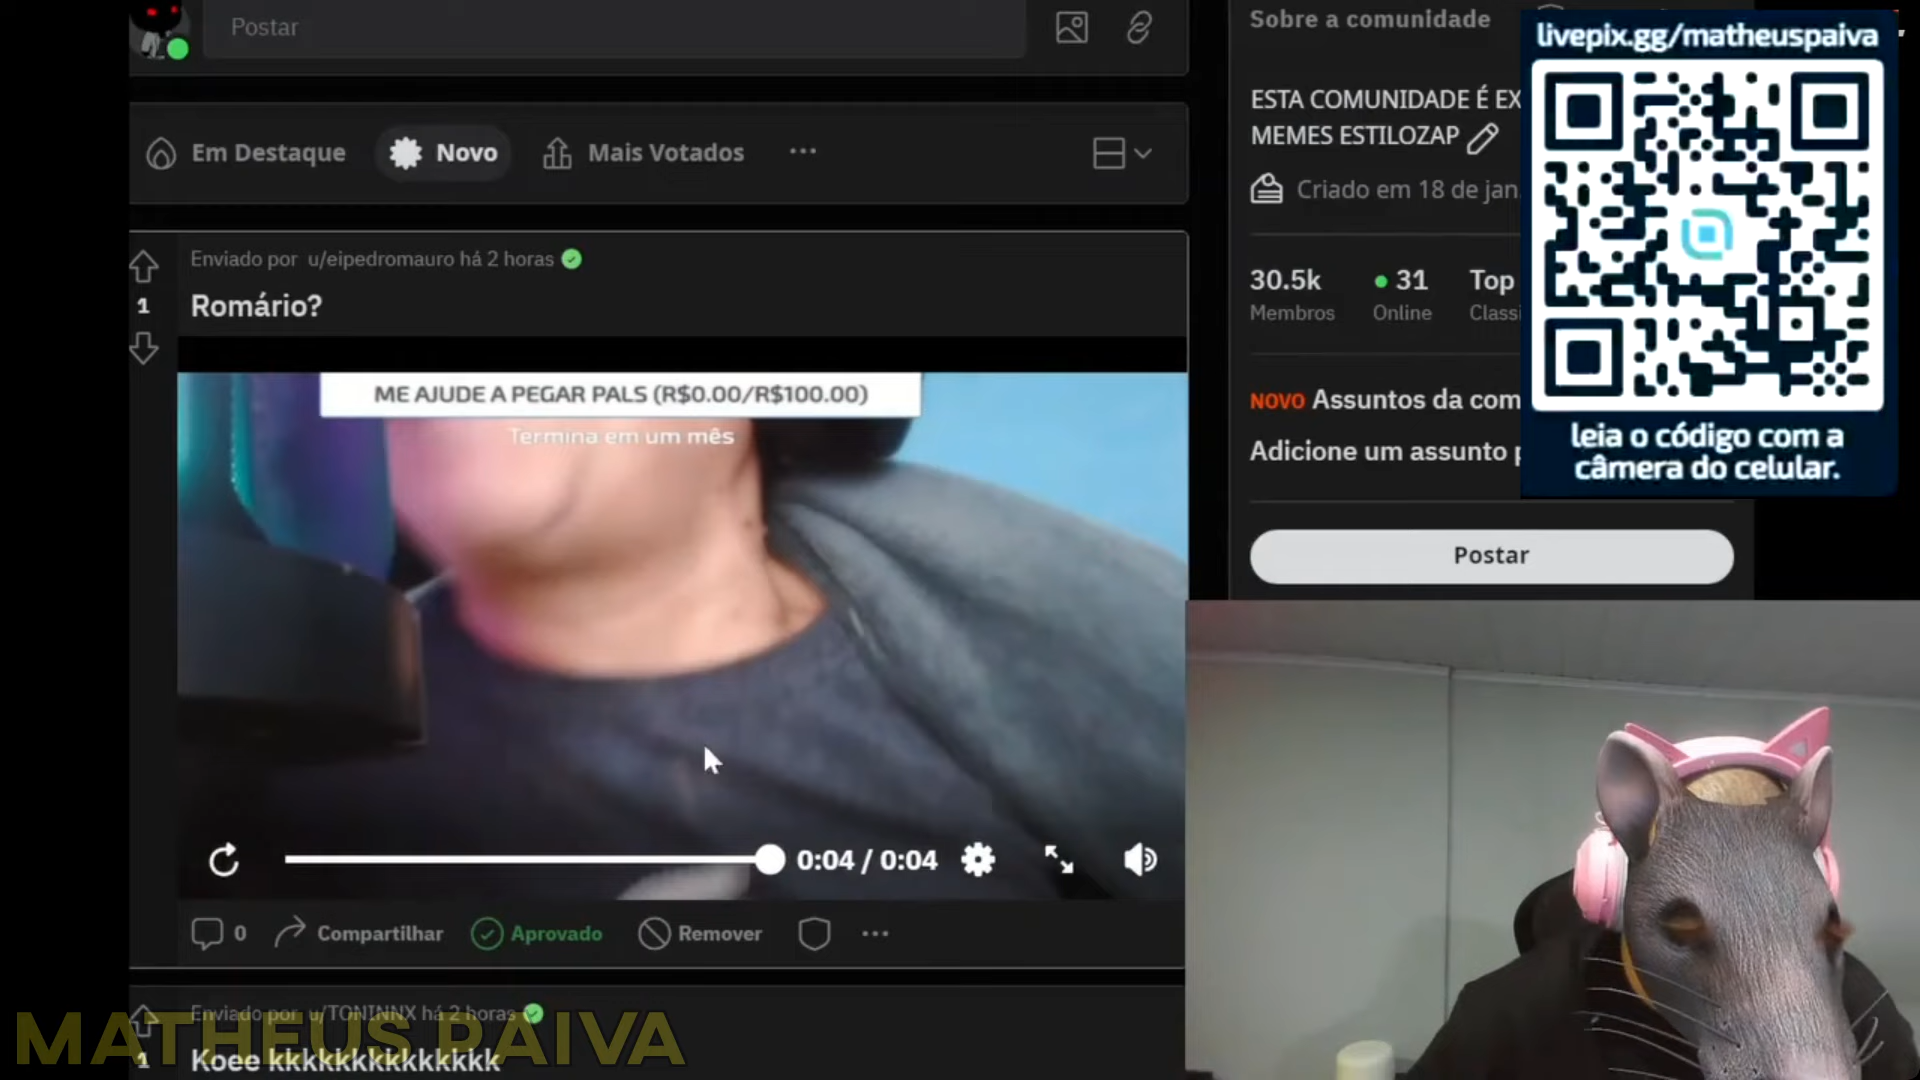 Postar
Em Destaque
Novo
Mais Votados
Enviado por u/eipedromauro há 2 horas
1
Romário?
ME AJUDE A PEGAR PALS (R$0.00/R$100.00)
Termina em um mês
0:04 / 0:04
0
Compartilhar
Aprovado
Remover
Enviado por u/TONINNX há 2 horas
1
Koee kkkkkkkkkkkkkk
MATHEUS PAIVA
Sobre a comunidade
ESTA COMUNIDADE É EX
MEMES ESTILOZAP
Criado em 18 de jan.
30.5k
31
Top
Membros
Online
Classi
NOVO Assuntos da com
Adicione um assunto p
Postar
livepix.gg/matheuspaiva
leia o código com a
câmera do celular.